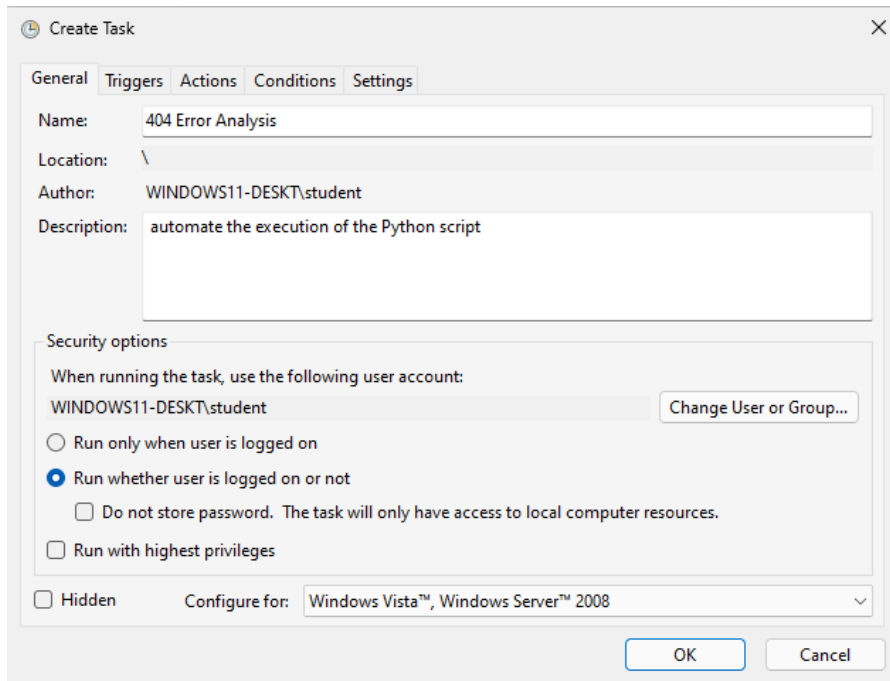 Create Task
General Triggers Actions Conditions Settings
Name: 404 Error Analysis
Location: \
Author: WINDOWS11-DESKT\student
Description: automate the execution of the Python script
Security options
When running the task, use the following user account:
WINDOWS11-DESKT\student Change User or Group...
Run only when user is logged on
Run whether user is logged on or not
Do not store password. The task will only have access to local computer resources.
Run with highest privileges
Hidden Configure for: Windows Vista™, Windows Server™ 2008
OK Cancel